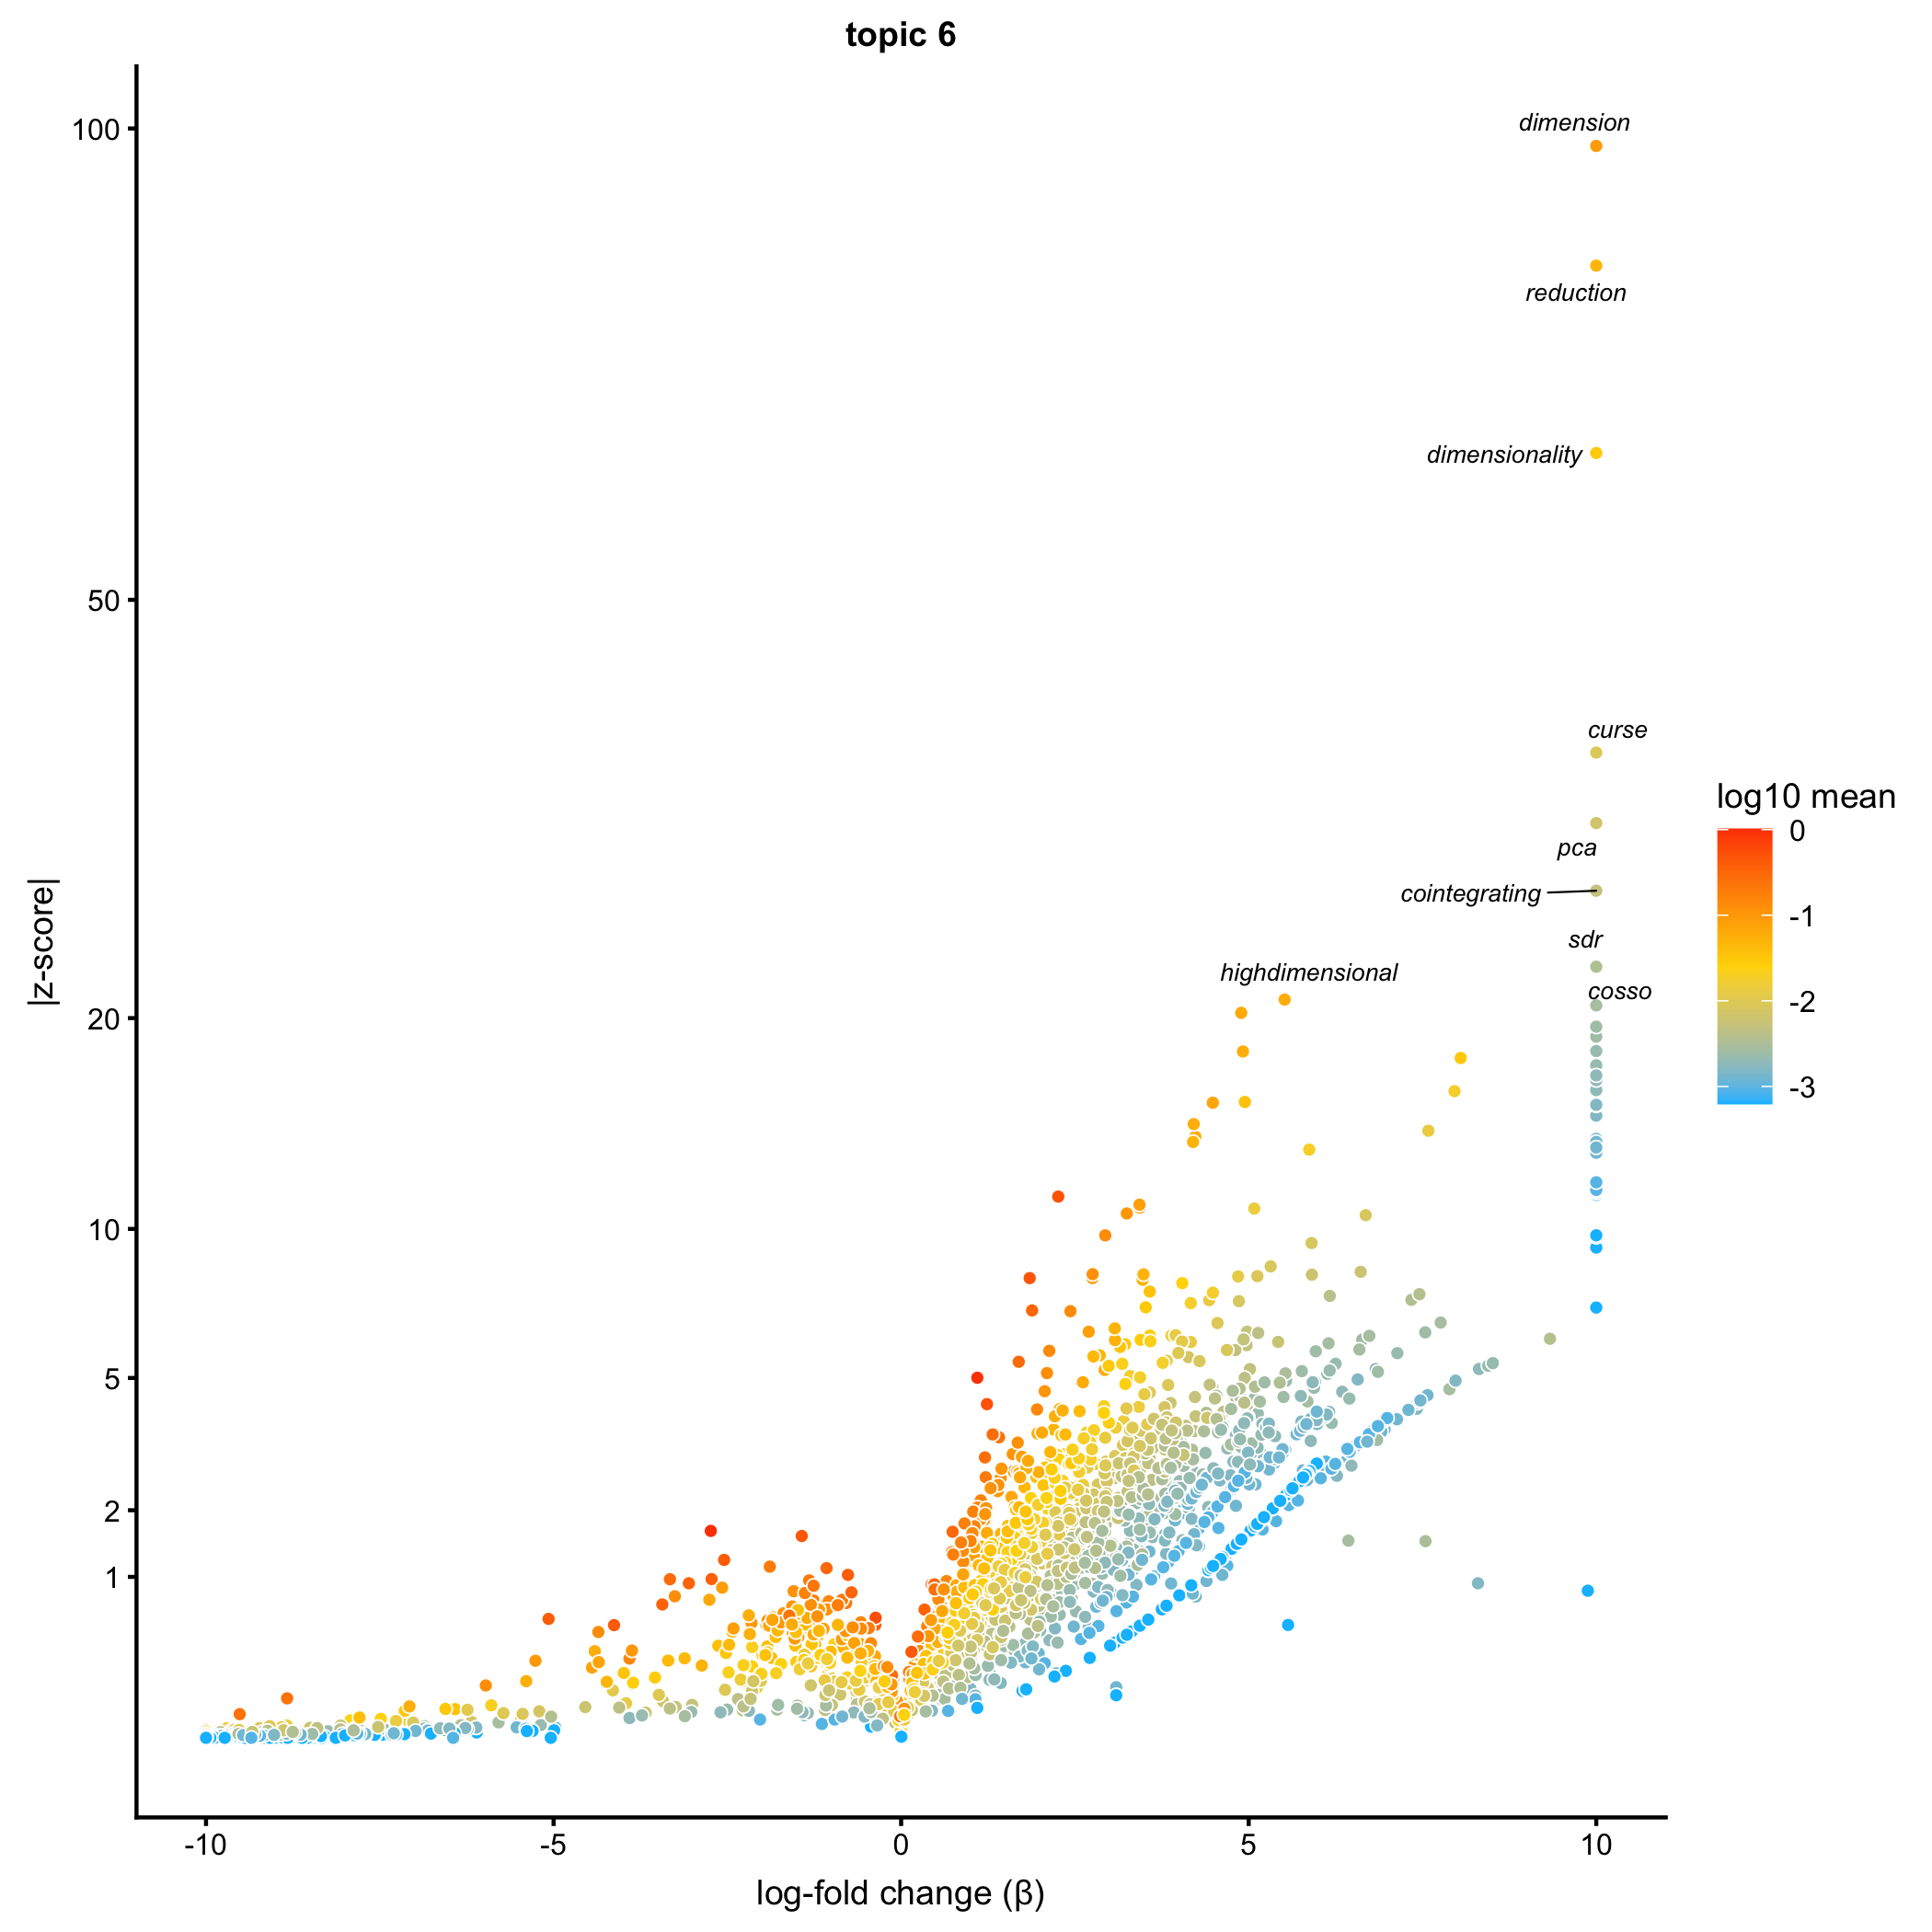 topic 6
100
50
20
10
5
2
1
|z-score|
dimension
reduction
dimensionality
curse
pca
cointegrating
sdr
highdimensional
cosso
log10 mean
0
-1
-2
-3
-10
-5
0
5
10
log-fold change (β)